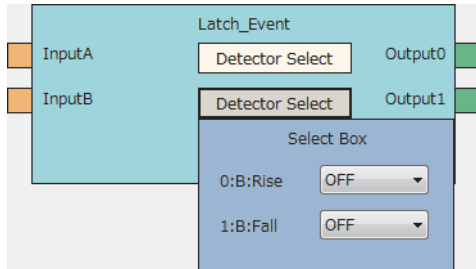 Latch_Event
InputA Detector Select Output0
InputB Detector Select Output1
Select Box
0:B:Rise OFF
1:B:Fall OFF